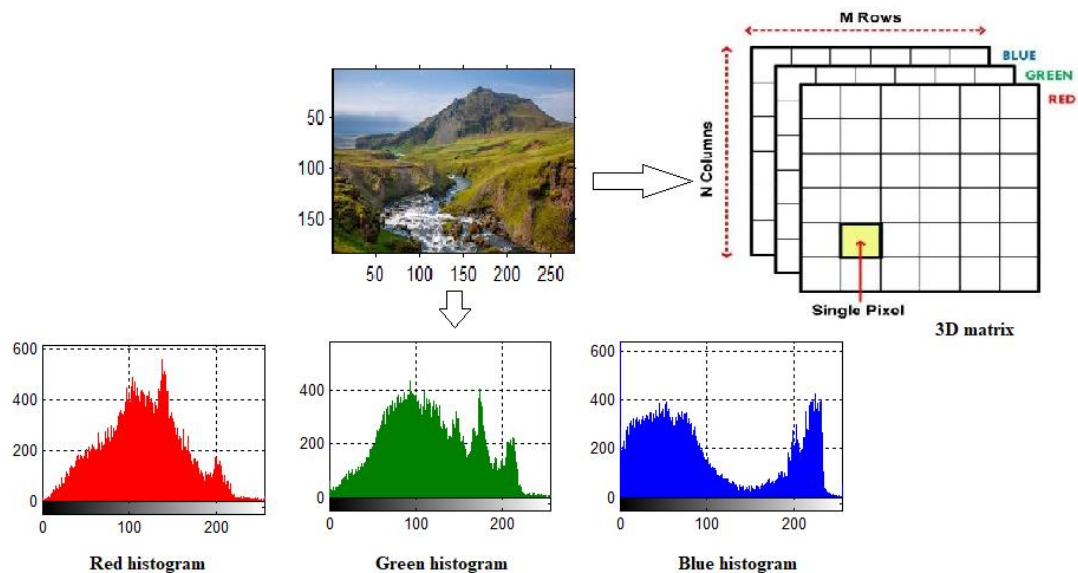 M Rows
BLUE
GREEN
RED
N Columns
50
100
150
50 100 150 200 250
Single Pixel
3D matrix
600
400
200
0
0 100 200
Red histogram
400
200
0
0 200
Green histogram
600
400
200
0
0 100 200
Blue histogram